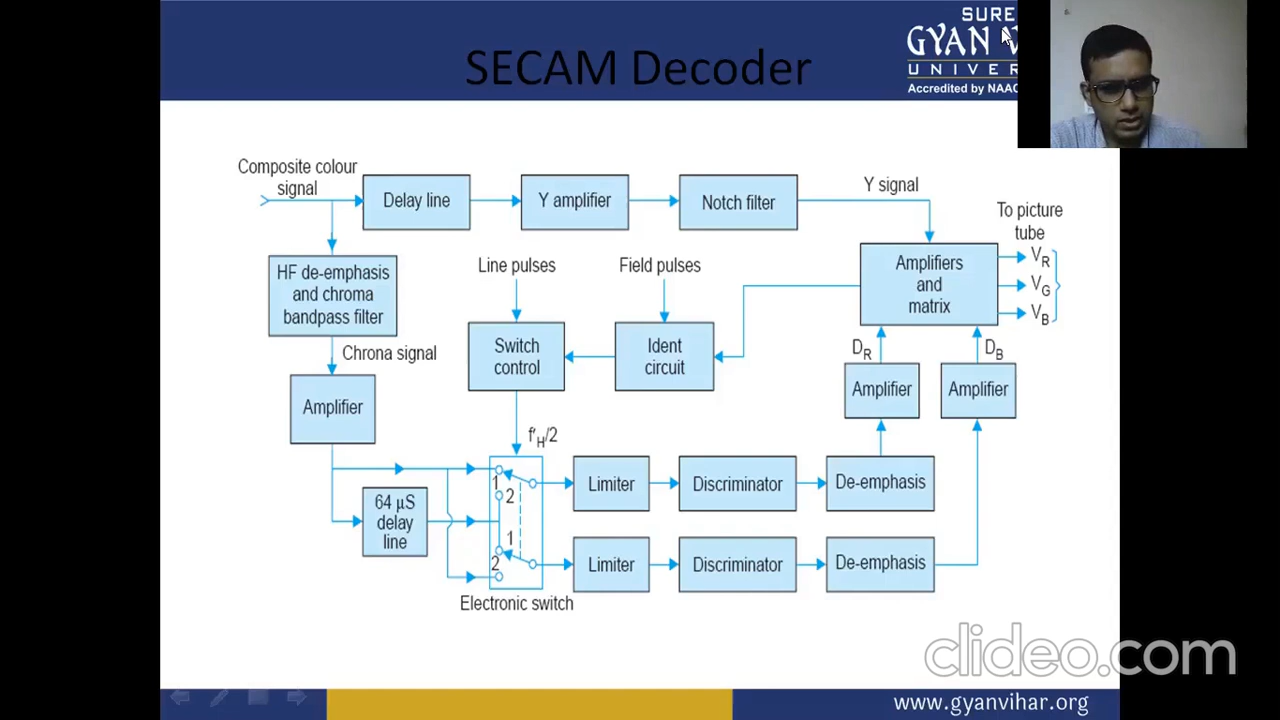 SURE
GYAN V
UNIVER
Accredited by NAAC
SECAM Decoder
Composite colour
signal
Delay line
Y amplifier
Notch filter
Y signal
To picture
tube
HF de-emphasis
and chroma
bandpass filter
Line pulses
Field pulses
Amplifiers
and
matrix
VR
VG
VB
Chrona signal
Switch
control
Ident
circuit
DR
DB
Amplifier
Amplifier
Amplifier
f'H/2
1
2
1
2
64 μS
delay
line
Limiter
Discriminator
De-emphasis
Limiter
Discriminator
De-emphasis
Electronic switch
clideo.com
www.gyanvihar.org